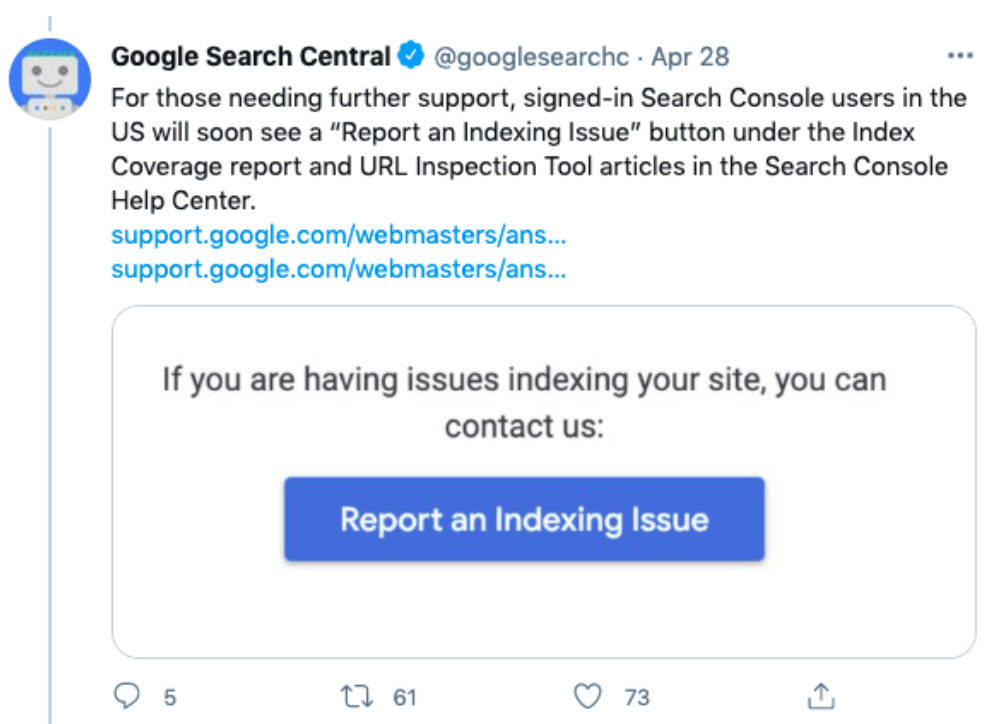 Google Search Central @googlesearchc · Apr 28
For those needing further support, signed-in Search Console users in the
US will soon see a “Report an Indexing Issue” button under the Index
Coverage report and URL Inspection Tool articles in the Search Console
Help Center.
support.google.com/webmasters/ans...
support.google.com/webmasters/ans...
If you are having issues indexing your site, you can
contact us:
Report an Indexing Issue
5 61 73